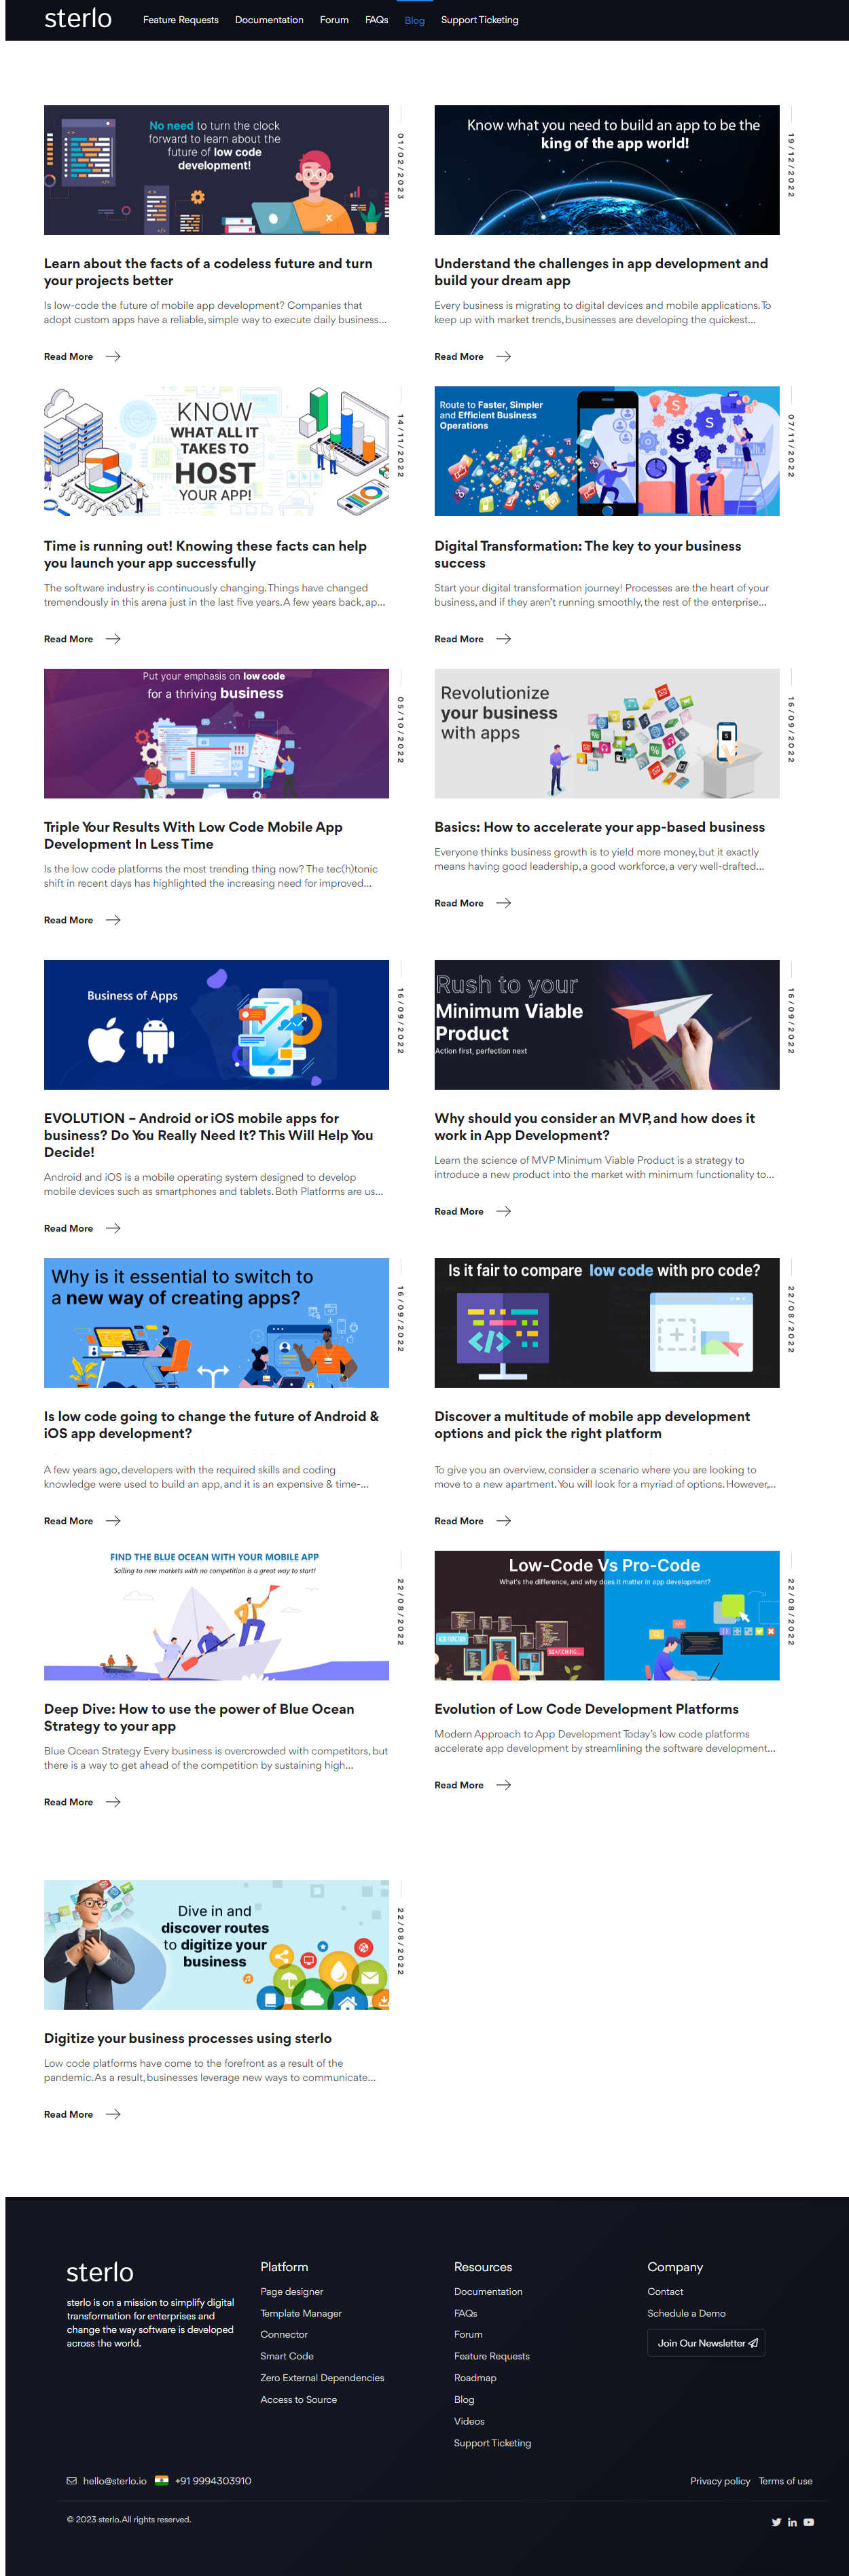 sterlo
Feature Requests
Documentation
Forum
FAQs
Blog
Support Ticketing
No need to turn the clock
forward to learn about the
future of low code
development!
01/02/2023
Learn about the facts of a codeless future and turn
your projects better
Is low-code the future of mobile app development? Companies that
adopt custom apps have a reliable, simple way to execute daily business...
Read More
Know what you need to build an app to be the
king of the app world!
19/12/2022
Understand the challenges in app development and
build your dream app
Every business is migrating to digital devices and mobile applications. To
keep up with market trends, businesses are developing the quickest...
Read More
KNOW
WHAT ALL IT
TAKES TO
HOST
YOUR APP!
14/11/2022
Time is running out! Knowing these facts can help
you launch your app successfully
The software industry is continuously changing. Things have changed
tremendously in this arena just in the last five years. A few years back, ap...
Read More
Route to Faster, Simpler
and Efficient Business
Operations
S
S
07/11/2022
Digital Transformation: The key to your business
success
Start your digital transformation journey! Processes are the heart of your
business, and if they aren't running smoothly, the rest of the enterprise...
Read More
Put your emphasis on low code
for a thriving business
05/10/2022
Triple Your Results With Low Code Mobile App
Development In Less Time
Is the low code platforms the most trending thing now? The tec(h)tonic
shift in recent days has highlighted the increasing need for improved...
Read More
Revolutionize
your business
with apps
16/09/2022
Basics: How to accelerate your app-based business
Everyone thinks business growth is to yield more money, but it exactly
means having good leadership, a good workforce, a very well-drafted...
Read More
Business of Apps
16/09/2022
EVOLUTION – Android or iOS mobile apps for
business? Do You Really Need It? This Will Help You
Decide!
Android and iOS is a mobile operating system designed to develop
mobile devices such as smartphones and tablets. Both Platforms are us...
Read More
Rush to your
Minimum Viable
Product
Action first, perfection next
16/09/2022
Why should you consider an MVP, and how does it
work in App Development?
Learn the science of MVP Minimum Viable Product is a strategy to
introduce a new product into the market with minimum functionality to...
Read More
Why is it essential to switch to
a new way of creating apps?
16/09/2022
Is low code going to change the future of Android &
iOS app development?
A few years ago, developers with the required skills and coding
knowledge were used to build an app, and it is an expensive & time-...
Read More
Is it fair to compare low code with pro code?
</>
22/08/2022
Discover a multitude of mobile app development
options and pick the right platform
To give you an overview, consider a scenario where you are looking to
move to a new apartment. You will look for a myriad of options. However,...
Read More
FIND THE BLUE OCEAN WITH YOUR MOBILE APP
Sailing to new markets with no competition is a great way to start!
22/08/2022
Deep Dive: How to use the power of Blue Ocean
Strategy to your app
Blue Ocean Strategy Every business is overcrowded with competitors, but
there is a way to get ahead of the competition by sustaining high...
Read More
Low-Code Vs Pro-Code
What's the difference, and why does it matter in app development?
ADD FUNCTION
SEARCHING...
22/08/2022
Evolution of Low Code Development Platforms
Modern Approach to App Development Today's low code platforms
accelerate app development by streamlining the software development...
Read More
Dive in and
discover routes
to digitize your
business
22/08/2022
Digitize your business processes using sterlo
Low code platforms have come to the forefront as a result of the
pandemic. As a result, businesses leverage new ways to communicate...
Read More
sterlo
sterlo is on a mission to simplify digital
transformation for enterprises and
change the way software is developed
across the world.
Platform
Page designer
Template Manager
Connector
Smart Code
Zero External Dependencies
Access to Source
Resources
Documentation
FAQs
Forum
Feature Requests
Roadmap
Blog
Videos
Support Ticketing
Company
Contact
Schedule a Demo
Join Our Newsletter
hello@sterlo.io
+91 9994303910
Privacy policy
Terms of use
© 2023 sterlo. All rights reserved.